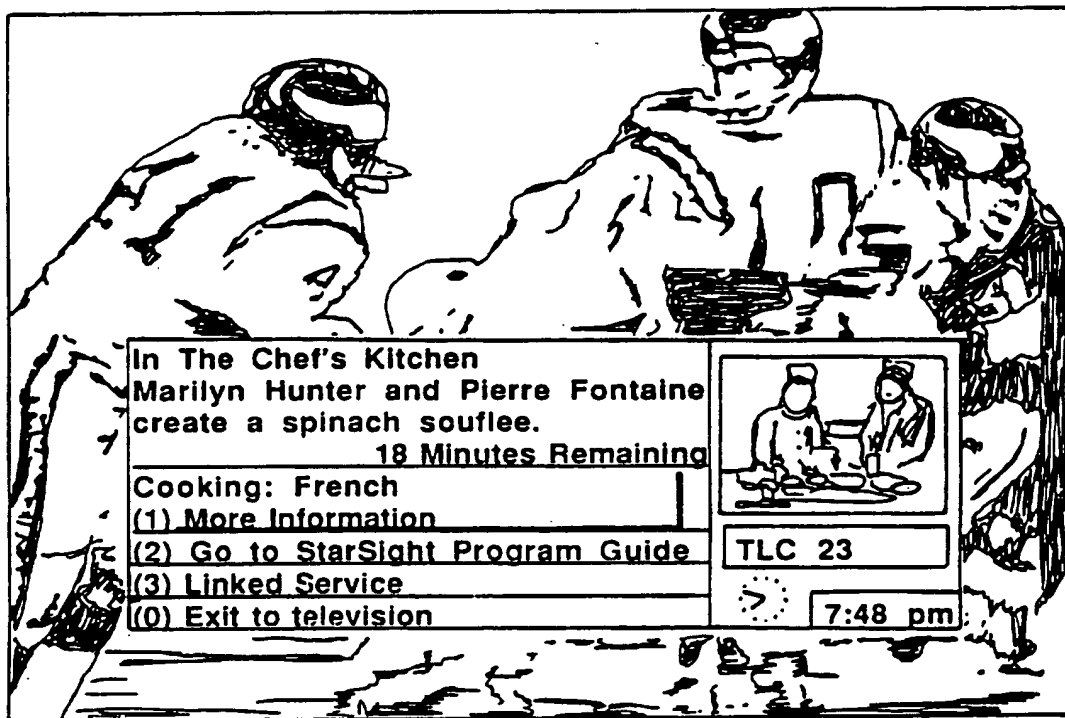 In The Chef's Kitchen
Marilyn Hunter and Pierre Fontaine
create a spinach souflee.
18 Minutes Remaining
Cooking: French
(1) More Information
(2) Go to StarSight Program Guide
(3) Linked Service
(0) Exit to television
TLC 23
7:48 pm